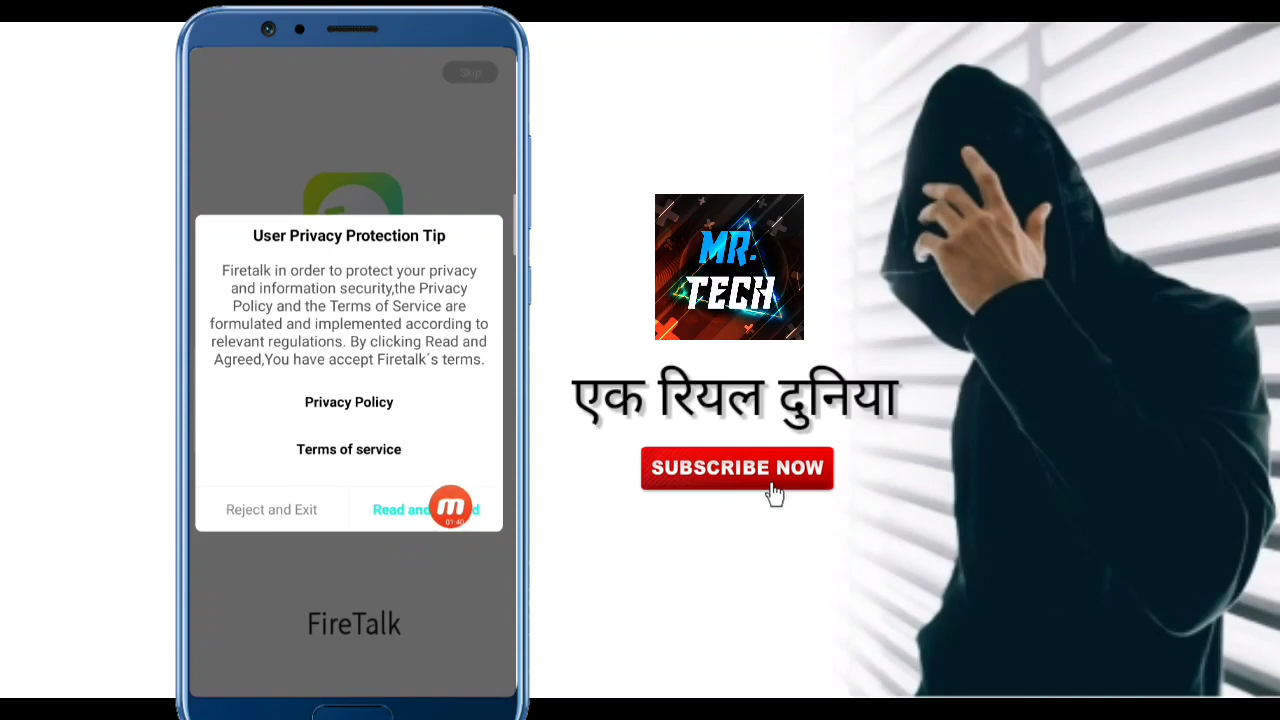 Skip
User Privacy Protection Tip
Firetalk in order to protect your privacy
and information security,the Privacy
Policy and the Terms of Service are
formulated and implemented according to
relevant regulations. By clicking Read and
Agreed,You have accept Firetalk´s terms.
Privacy Policy
Terms of service
Reject and Exit
Read and
01:40
FireTalk
MR.
TECH
एक रियल दुनिया
SUBSCRIBE NOW